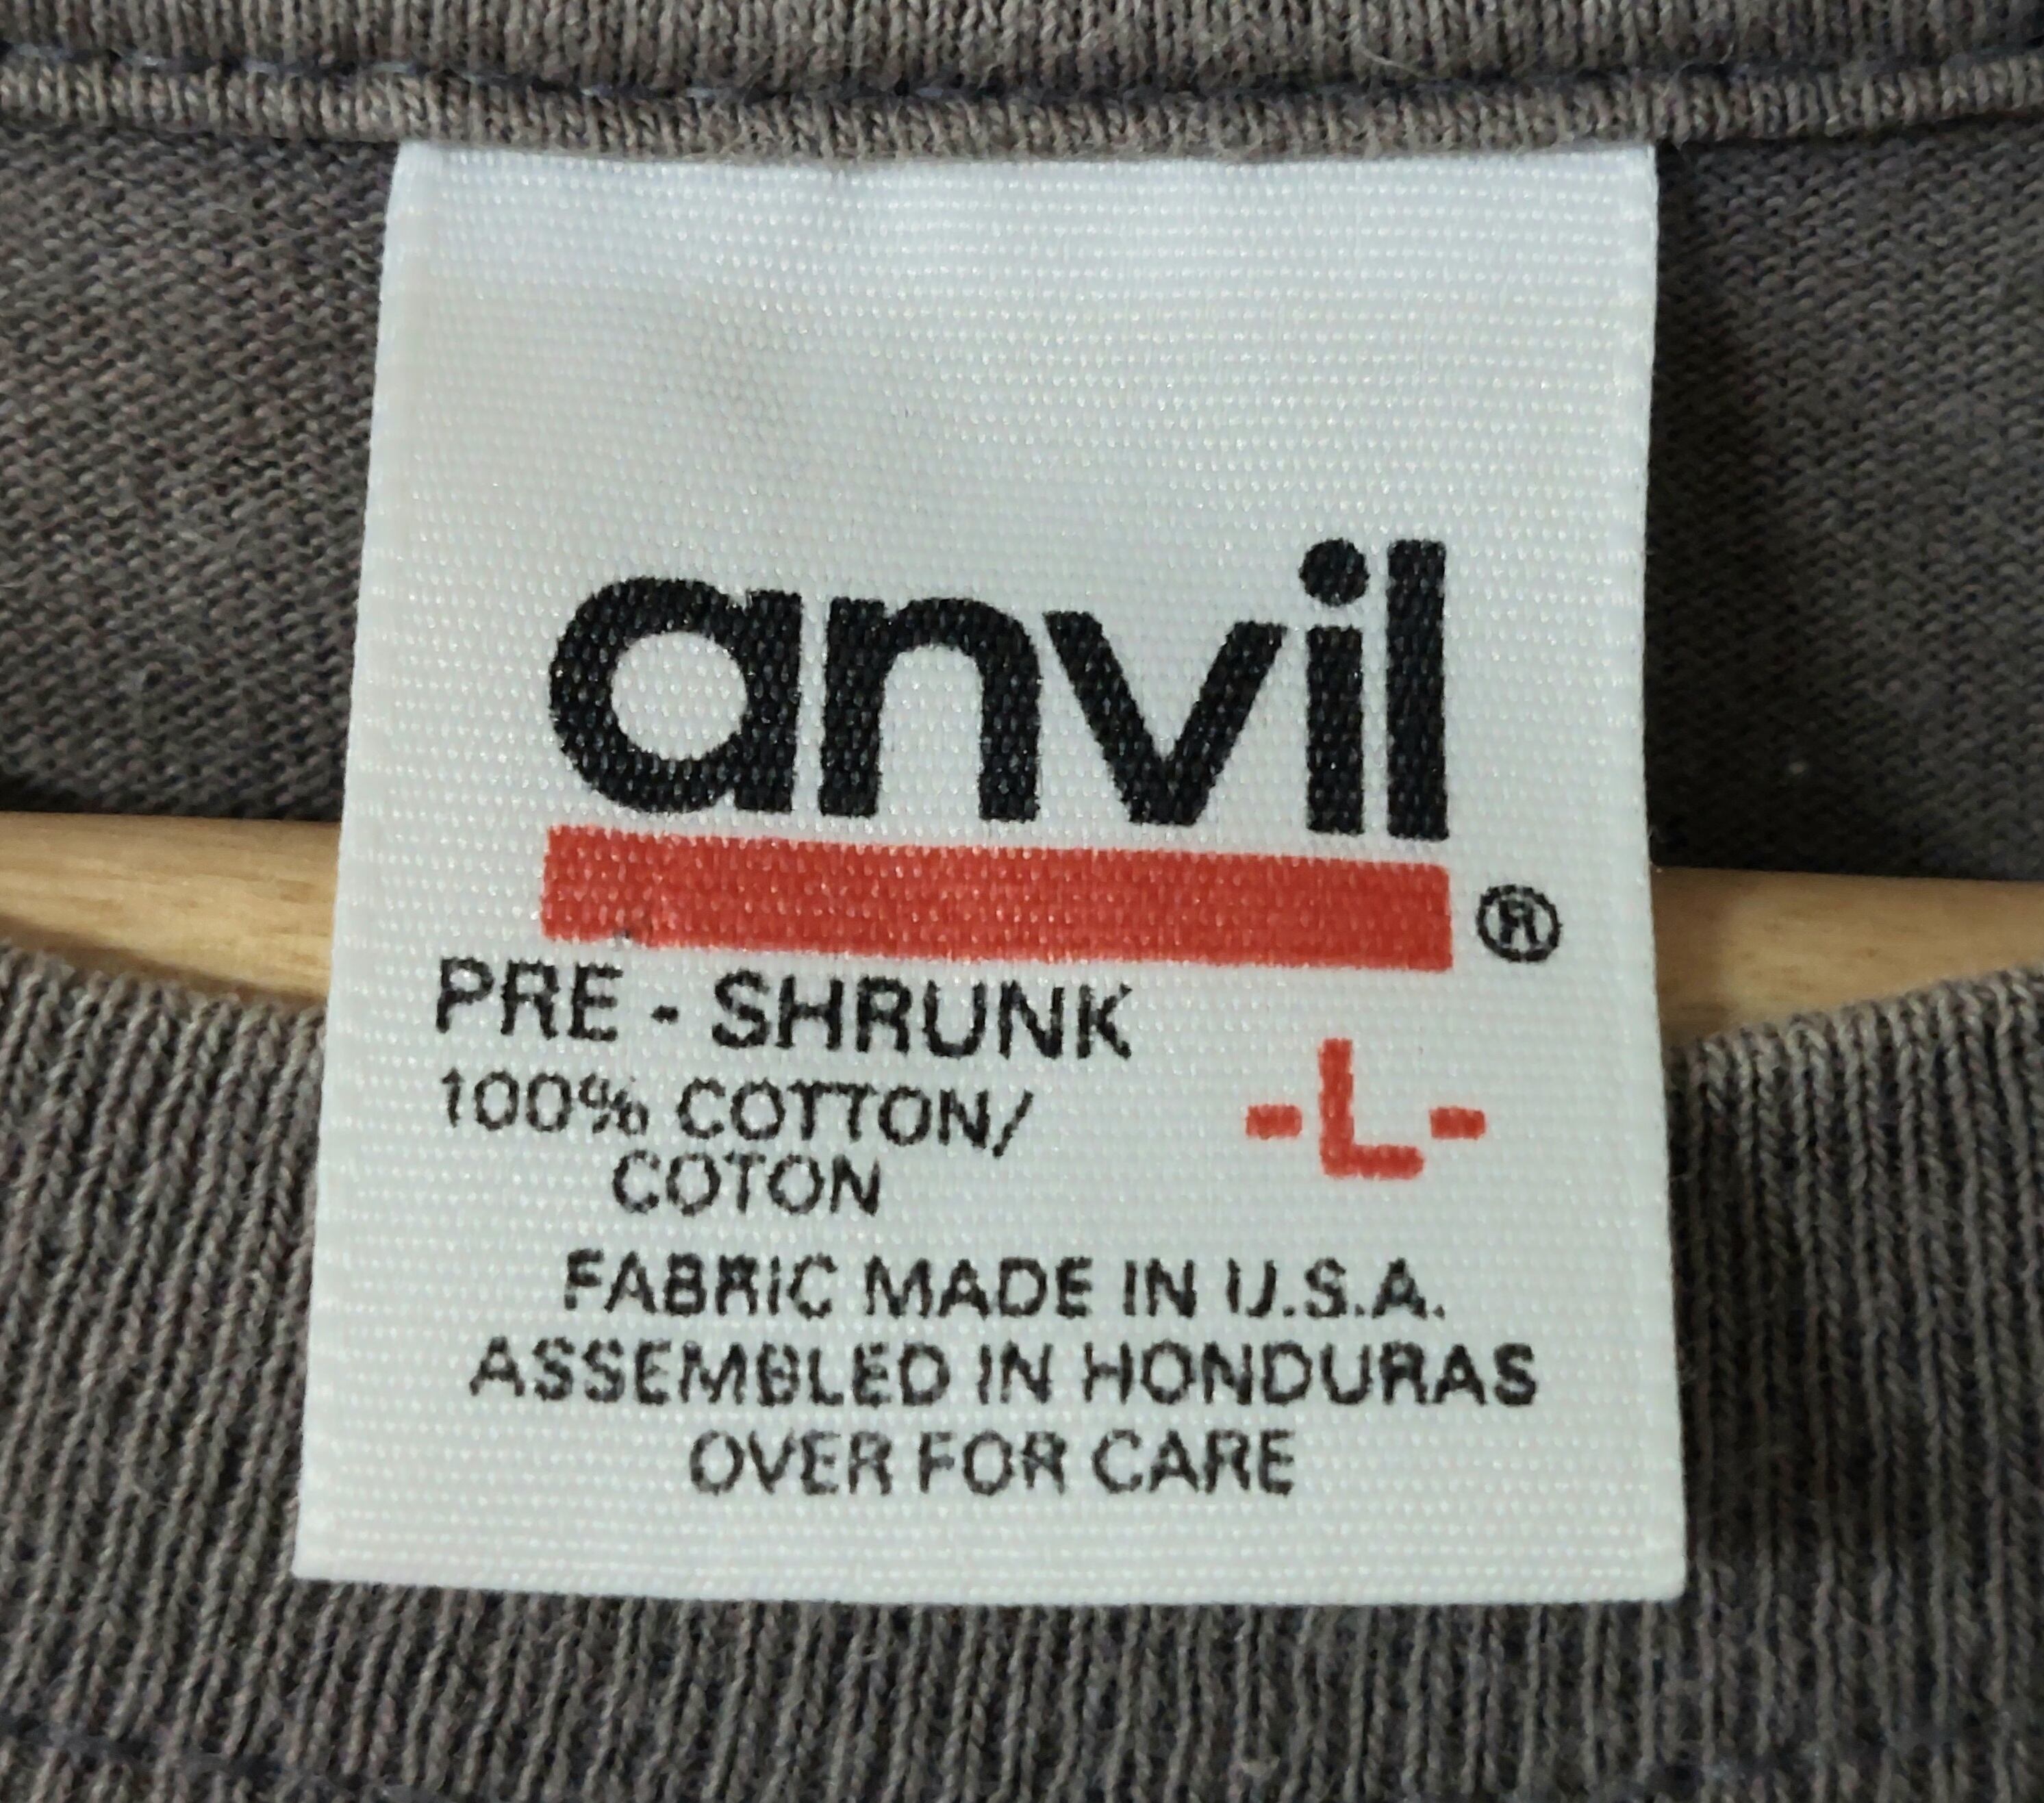 anvil
®
PRE - SHRUNK
100% COTTON/
COTON
-L-
FABRIC MADE IN U.S.A.
ASSEMBLED IN HONDURAS
OVER FOR CARE